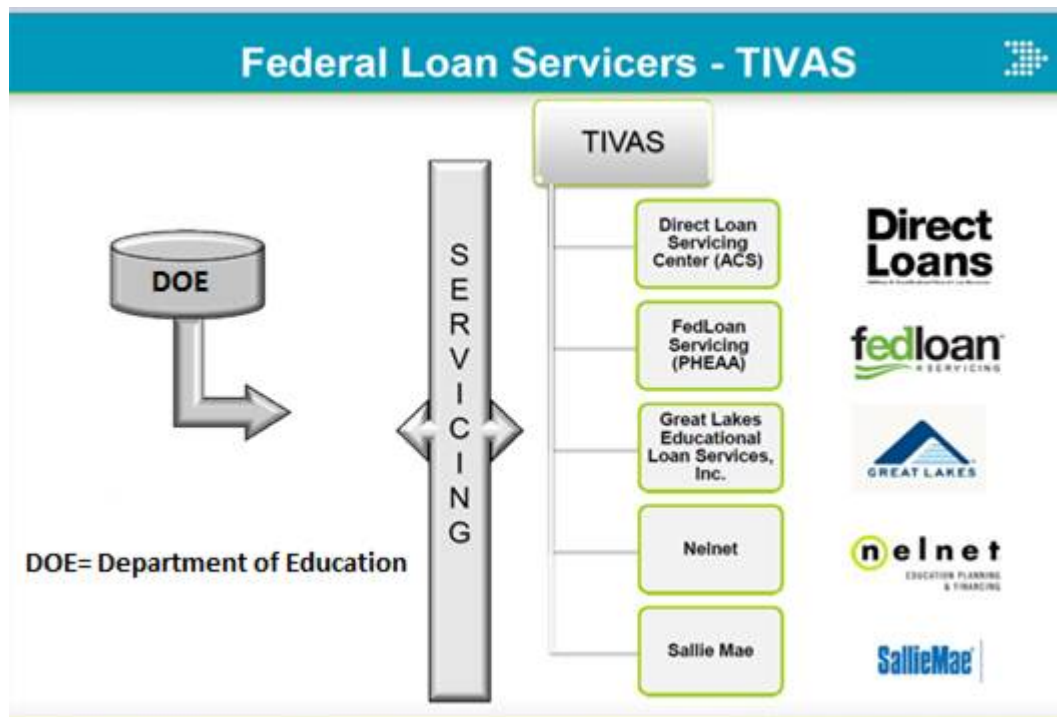 Federal Loan Servicers - TIVAS
TIVAS
DOE
SERVICING
DOE= Department of Education
Direct Loan
Servicing
Center (ACS)
Direct
Loans
FedLoan
Servicing
(PHEAA)
fedloan
SERVICING
Great Lakes
Educational
Loan Services,
Inc.
GREAT LAKES
Nelnet
nelnet
EDUCATION PLANNING
& FINANCING
Sallie Mae
SallieMae